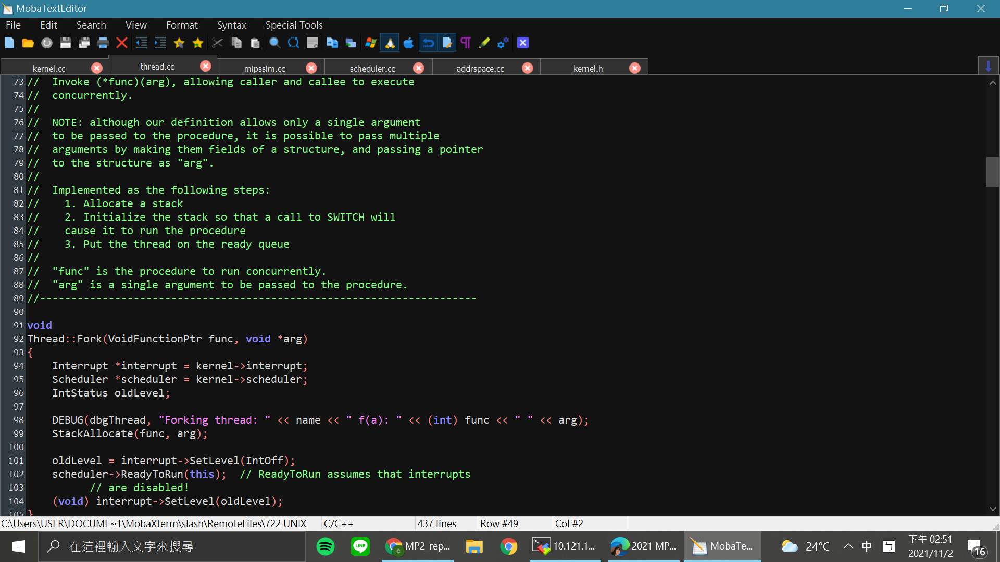 MobaTextEditor
File Edit Search View Format Syntax Special Tools
kernel.cc thread.cc mipssim.cc scheduler.cc addrspace.cc kernel.h
73 //  Invoke (*func)(arg), allowing caller and callee to execute
74 //  concurrently.
75 //
76 //  NOTE: although our definition allows only a single argument
77 //  to be passed to the procedure, it is possible to pass multiple
78 //  arguments by making them fields of a structure, and passing a pointer
79 //  to the structure as "arg".
80 //
81 //  Implemented as the following steps:
82 //    1. Allocate a stack
83 //    2. Initialize the stack so that a call to SWITCH will
84 //    cause it to run the procedure
85 //    3. Put the thread on the ready queue
86 //
87 //  "func" is the procedure to run concurrently.
88 //  "arg" is a single argument to be passed to the procedure.
89 //----------------------------------------------------------------------
90
91 void
92 Thread::Fork(VoidFunctionPtr func, void *arg)
93 {
94     Interrupt *interrupt = kernel->interrupt;
95     Scheduler *scheduler = kernel->scheduler;
96     IntStatus oldLevel;
97
98     DEBUG(dbgThread, "Forking thread: " << name << " f(a): " << (int) func << " " << arg);
99     StackAllocate(func, arg);
100
101     oldLevel = interrupt->SetLevel(IntOff);
102     scheduler->ReadyToRun(this);  // ReadyToRun assumes that interrupts
103           // are disabled!
104     (void) interrupt->SetLevel(oldLevel);
105 }
C:\Users\USER\DOCUME~1\MobaXterm\slash\RemoteFiles\722 UNIX C/C++ 437 lines Row #49 Col #2
在這裡輸入文字來搜尋 LINE MP2_rep... 10.121.1... 2021 MP... MobaTe... 24°C 中 ㄅ 下午 02:51
2021/11/2 16